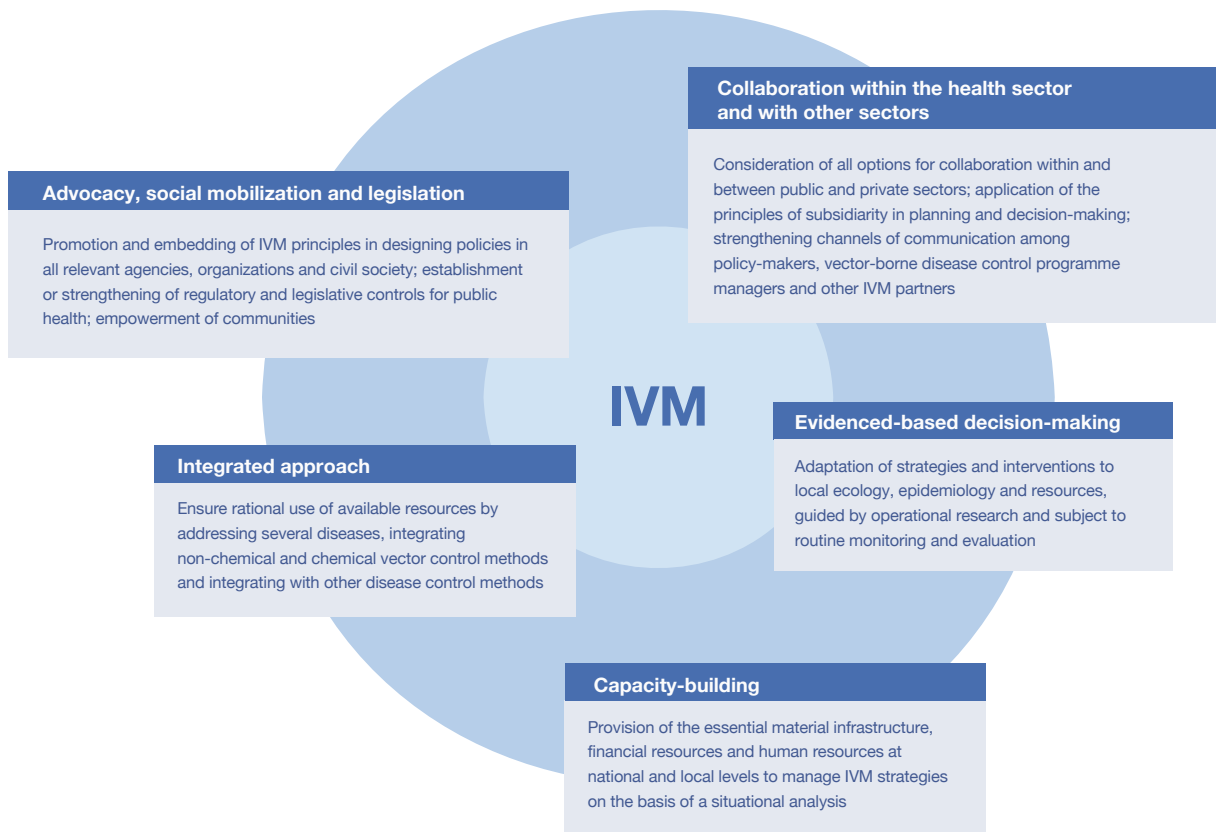 Collaboration within the health sector
and with other sectors
Consideration of all options for collaboration within and
between public and private sectors; application of the
principles of subsidiarity in planning and decision-making;
strengthening channels of communication among
policy-makers, vector-borne disease control programme
managers and other IVM partners
Advocacy, social mobilization and legislation
Promotion and embedding of IVM principles in designing policies in
all relevant agencies, organizations and civil society; establishment
or strengthening of regulatory and legislative controls for public
health; empowerment of communities
IVM
Evidenced-based decision-making
Adaptation of strategies and interventions to
local ecology, epidemiology and resources,
guided by operational research and subject to
routine monitoring and evaluation
Integrated approach
Ensure rational use of available resources by
addressing several diseases, integrating
non-chemical and chemical vector control methods
and integrating with other disease control methods
Capacity-building
Provision of the essential material infrastructure,
financial resources and human resources at
national and local levels to manage IVM strategies
on the basis of a situational analysis